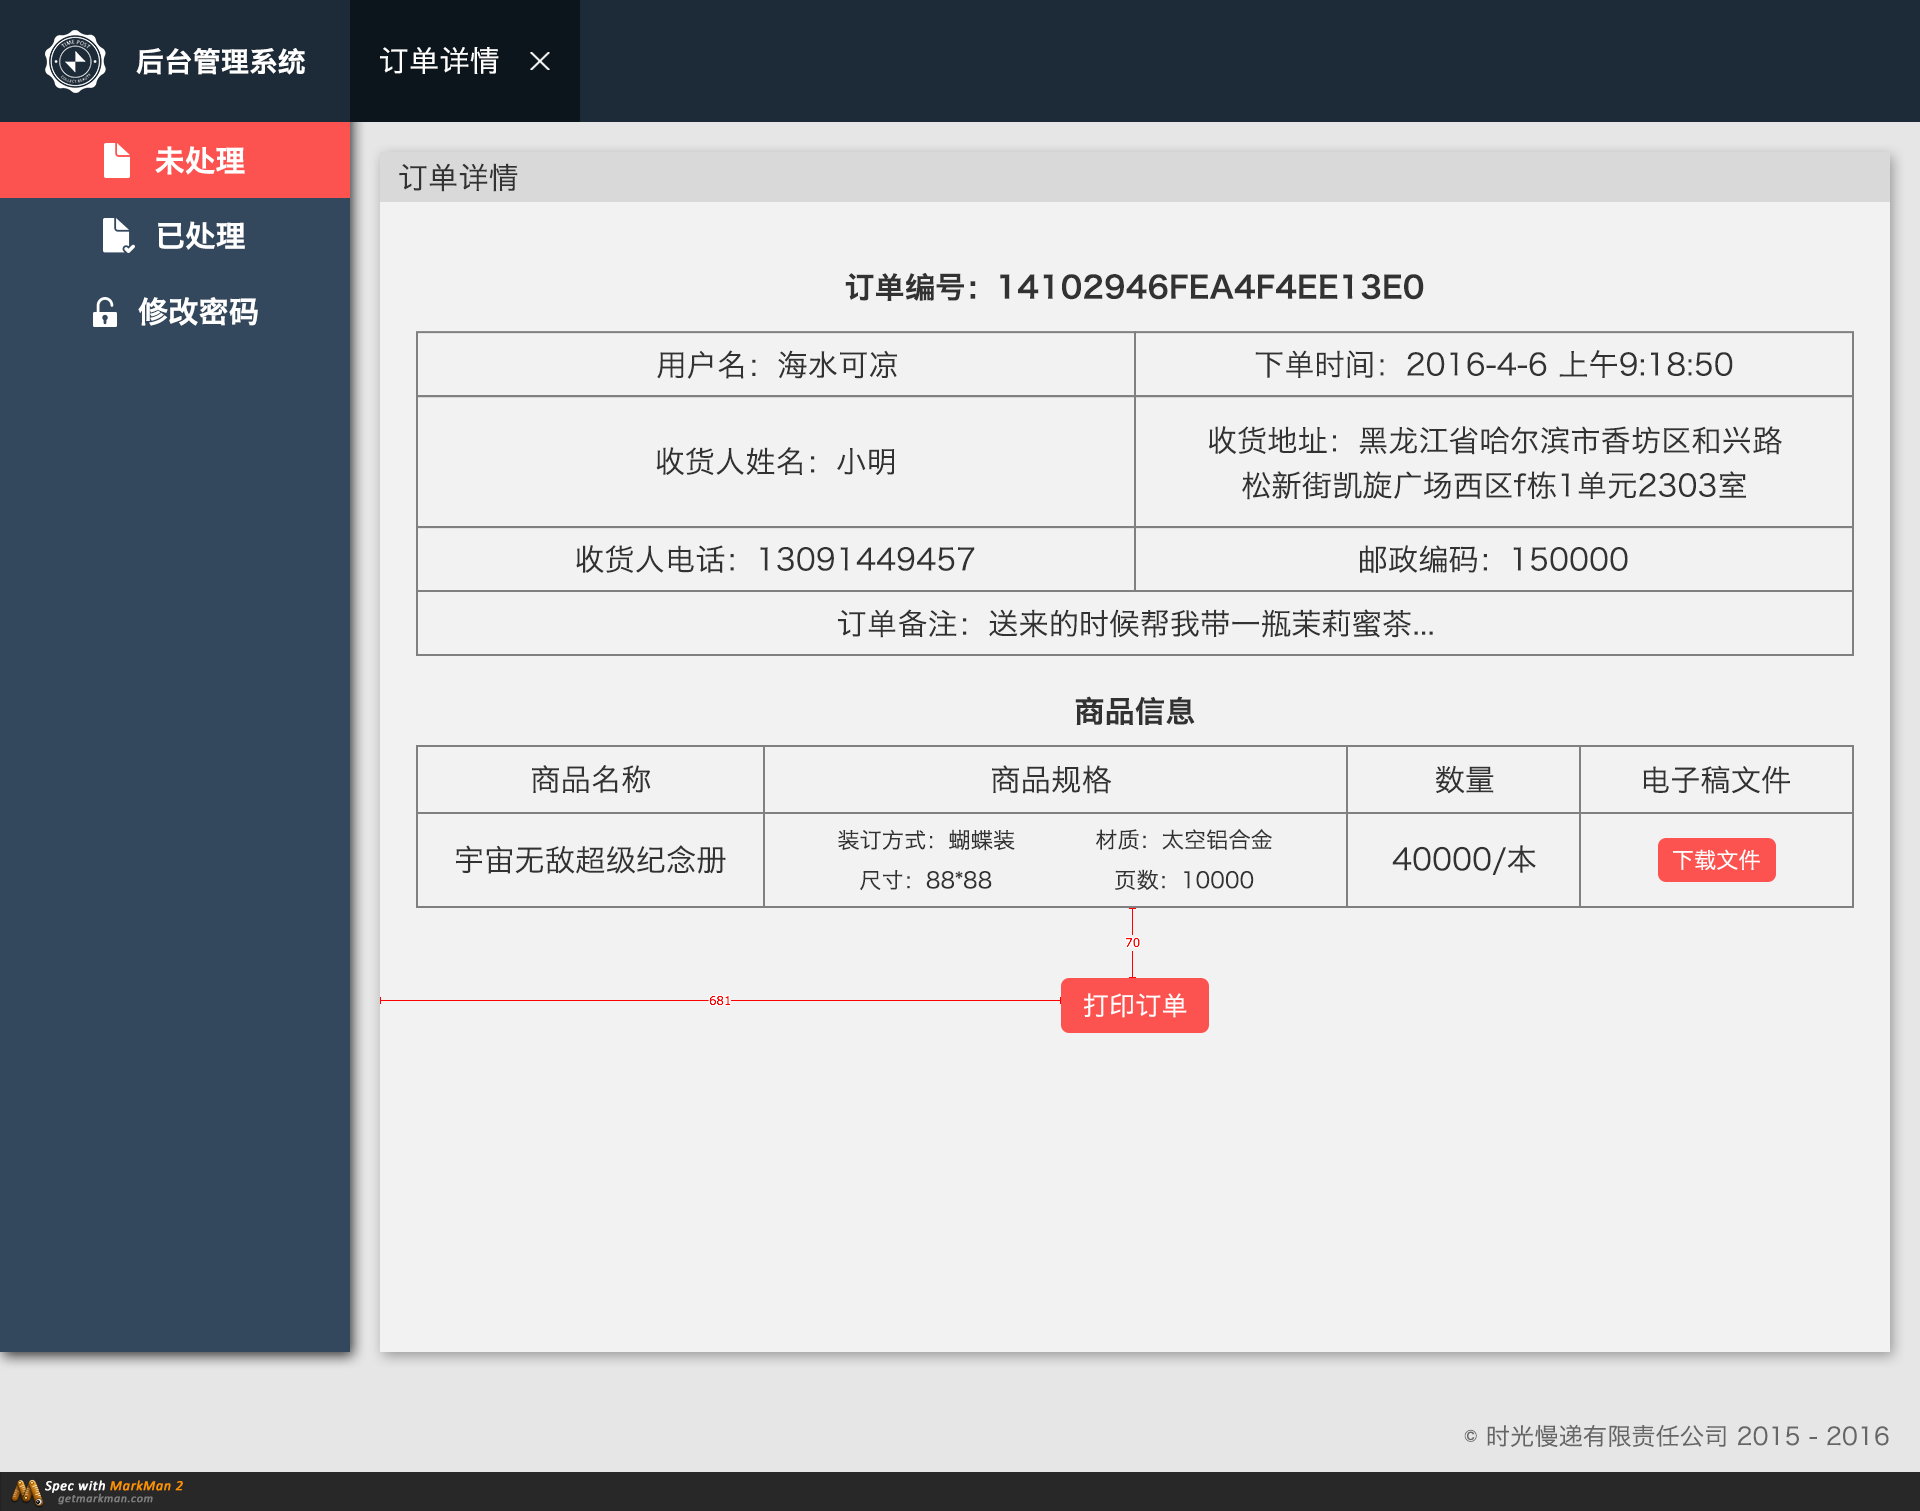 TIME POST
后台管理系统
订单详情
未处理
已处理
修改密码
订单详情
订单编号：14102946FEA4F4EE13E0
用户名：海水可凉
下单时间：2016-4-6 上午9:18:50
收货人姓名：小明
收货地址：黑龙江省哈尔滨市香坊区和兴路
松新街凯旋广场西区f栋1单元2303室
收货人电话：13091449457
邮政编码：150000
订单备注：送来的时候帮我带一瓶茉莉蜜茶...
商品信息
商品名称
商品规格
数量
电子稿文件
宇宙无敌超级纪念册
装订方式：蝴蝶装
材质：太空铝合金
尺寸：88*88
页数：10000
40000/本
下载文件
70
681
打印订单
© 时光慢递有限责任公司 2015 - 2016
Spec with MarkMan 2
getmarkman.com